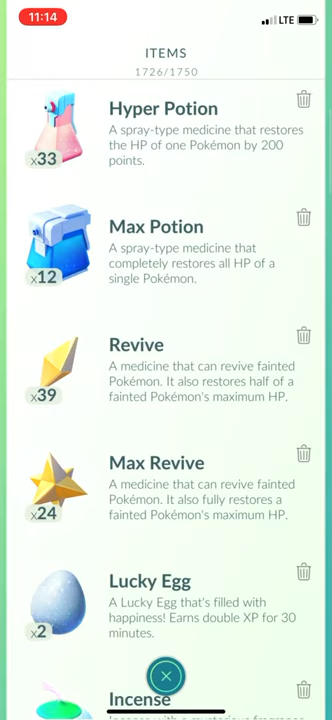 11:14
LTE
ITEMS
1726/1750
Hyper Potion
A spray-type medicine that restores
the HP of one Pokémon by 200
points.
x33
Max Potion
A spray-type medicine that
completely restores all HP of a
single Pokémon.
x12
Revive
A medicine that can revive fainted
Pokémon. It also restores half of a
fainted Pokémon's maximum HP.
x39
Max Revive
A medicine that can revive fainted
Pokémon. It also fully restores a
fainted Pokémon's maximum HP.
x24
Lucky Egg
A Lucky Egg that's filled with
happiness! Earns double XP for 30
minutes.
x2
Incense
Incense with a mysterious fragrance